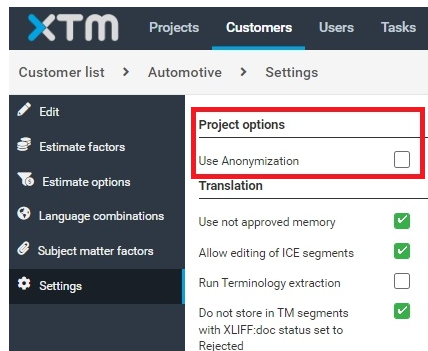 XTM Projects Customers Users Tasks
Customer list > Automotive > Settings
Edit
Estimate factors
Estimate options
Language combinations
Subject matter factors
Settings
Project options
Use Anonymization
Translation
Use not approved memory
Allow editing of ICE segments
Run Terminology extraction
Do not store in TM segments
with XLIFF:doc status set to
Rejected